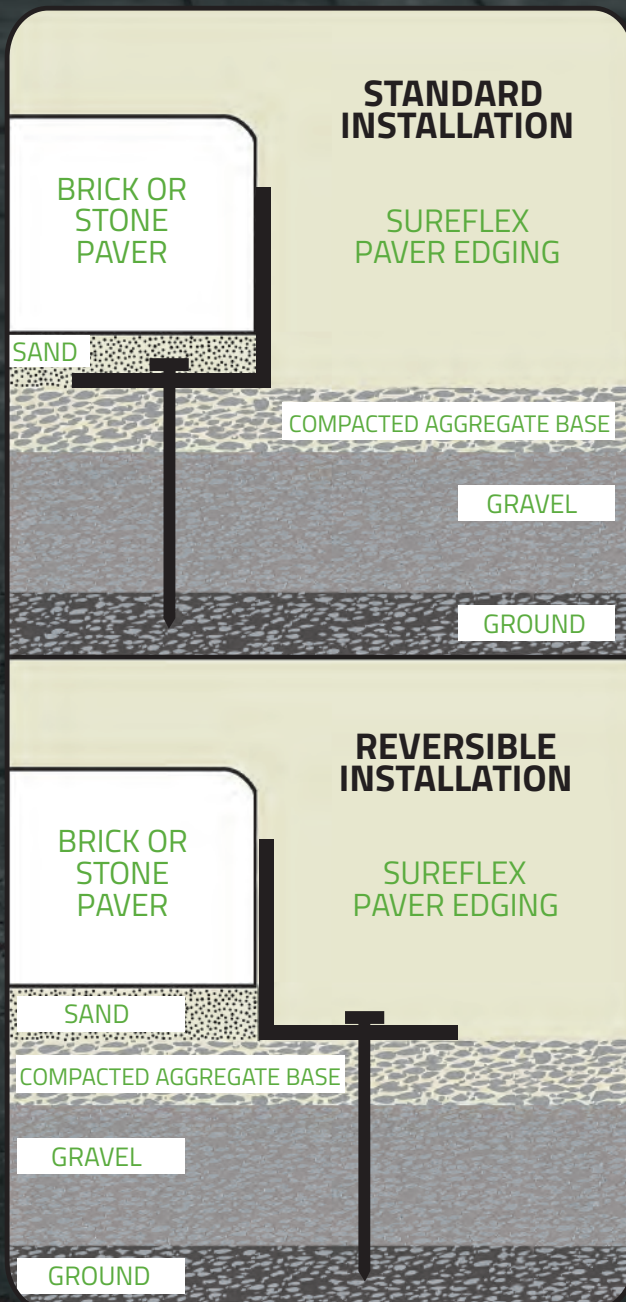 STANDARD
INSTALLATION
BRICK OR
STONE
PAVER
SUREFLEX
PAVER EDGING
SAND
COMPACTED AGGREGATE BASE
GRAVEL
GROUND
REVERSIBLE
INSTALLATION
BRICK OR
STONE
PAVER
SUREFLEX
PAVER EDGING
SAND
COMPACTED AGGREGATE BASE
GRAVEL
GROUND